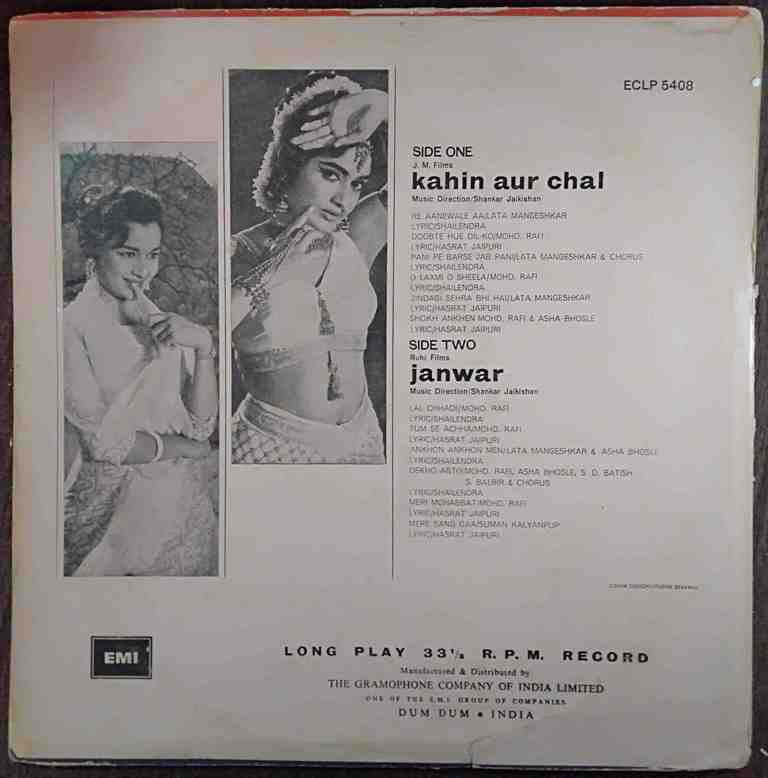 ECLP 5408
SIDE ONE
J. M. Films
kahin aur chal
Music Direction/Shankar Jaikishan
RE AANEWALE AA/LATA MANGESHKAR
LYRIC/SHAILENDRA
DOOBTE HUE DIL-KO/MOHD. RAFI
LYRIC/HASRAT JAIPURI
PANI PE BARSE JAB PANI/LATA MANGESHKAR & CHORUS
LYRIC/SHAILENDRA
O LAXMI O SHEELA/MOHD. RAFI
LYRIC/SHAILENDRA
ZINDAGI SEHRA BHI HAI/LATA MANGESHKAR
LYRIC/HASRAT JAIPURI
SHOKH ANKHEN MOHD. RAFI & ASHA BHOSLE
LYRIC/HASRAT JAIPURI
SIDE TWO
Ruhi Films
janwar
Music Direction/Shankar Jaikishan
LAL CHHADI/MOHD. RAFI
LYRIC/SHAILENDRA
TUM SE ACHHA/MOHD. RAFI
LYRIC/HASRAT JAIPURI
ANKHON ANKHON MEN/LATA MANGESHKAR & ASHA BHOSLE
LYRIC/SHAILENDRA
DEKHO ABTO/MOHD. RAFI, ASHA BHOSLE, S. D. BATISH
S. BALBIR & CHORUS
LYRIC/SHAILENDRA
MERI MOHABBAT/MOHD. RAFI
LYRIC/HASRAT JAIPURI
MERE SANG GAA/SUMAN KALYANPUR
LYRIC/HASRAT JAIPURI
EMI
LONG PLAY 33⅓ R.P.M. RECORD
Manufactured & Distributed by
THE GRAMOPHONE COMPANY OF INDIA LIMITED
ONE OF THE E.M.I. GROUP OF COMPANIES
DUM DUM • INDIA